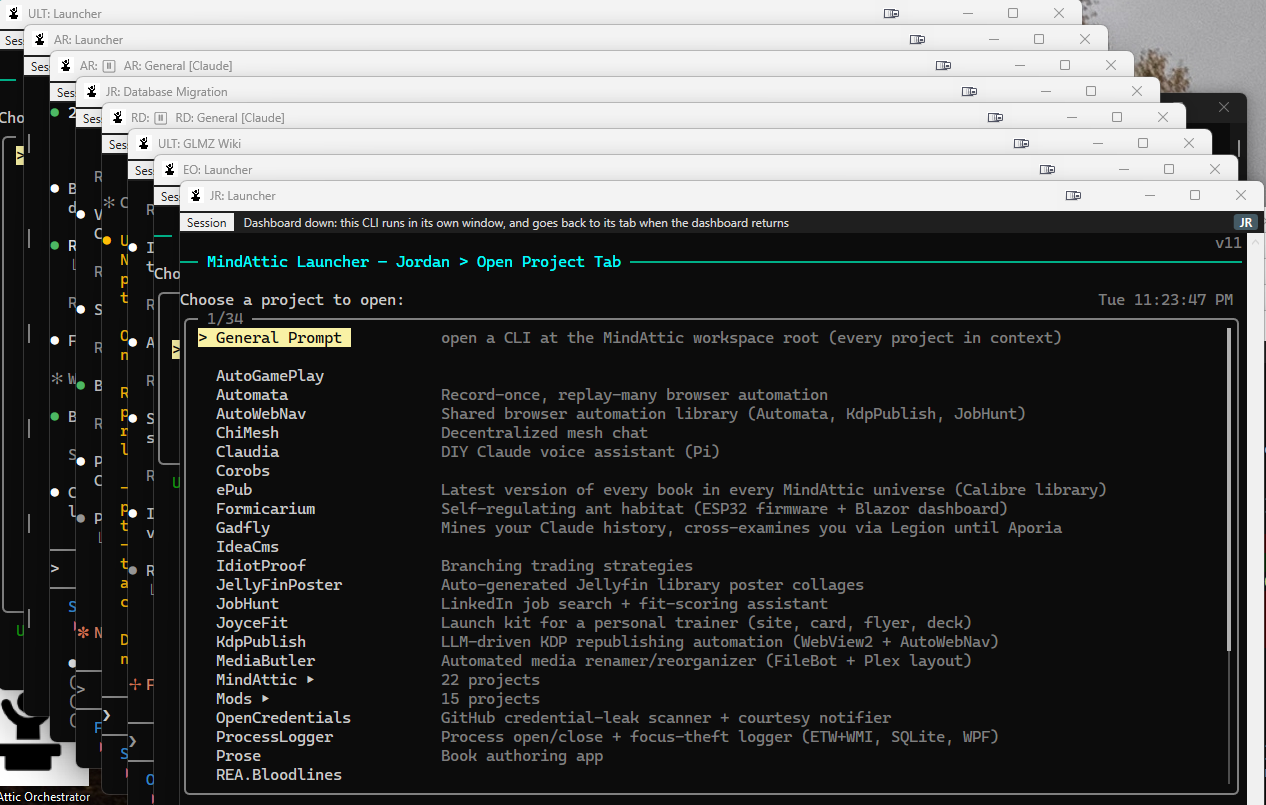 ULT: Launcher
AR: Launcher
AR: AR: General [Claude]
JR: Database Migration
RD: RD: General [Claude]
ULT: GLMZ Wiki
EO: Launcher
JR: Launcher
Session Dashboard down: this CLI runs in its own window, and goes back to its tab when the dashboard returns JR
v11
MindAttic Launcher — Jordan > Open Project Tab
Choose a project to open: Tue 11:23:47 PM
1/34
> General Prompt open a CLI at the MindAttic workspace root (every project in context)
AutoGamePlay
Automata Record-once, replay-many browser automation
AutoWebNav Shared browser automation library (Automata, KdpPublish, JobHunt)
ChiMesh Decentralized mesh chat
Claudia DIY Claude voice assistant (Pi)
Corobs
ePub Latest version of every book in every MindAttic universe (Calibre library)
Formicarium Self-regulating ant habitat (ESP32 firmware + Blazor dashboard)
Gadfly Mines your Claude history, cross-examines you via Legion until Aporia
IdeaCms
IdiotProof Branching trading strategies
JellyFinPoster Auto-generated Jellyfin library poster collages
JobHunt LinkedIn job search + fit-scoring assistant
JoyceFit Launch kit for a personal trainer (site, card, flyer, deck)
KdpPublish LLM-driven KDP republishing automation (WebView2 + AutoWebNav)
MediaButler Automated media renamer/reorganizer (FileBot + Plex layout)
MindAttic ▸ 22 projects
Mods ▸ 15 projects
OpenCredentials GitHub credential-leak scanner + courtesy notifier
ProcessLogger Process open/close + focus-theft logger (ETW+WMI, SQLite, WPF)
Prose Book authoring app
REA.Bloodlines
Attic Orchestrator